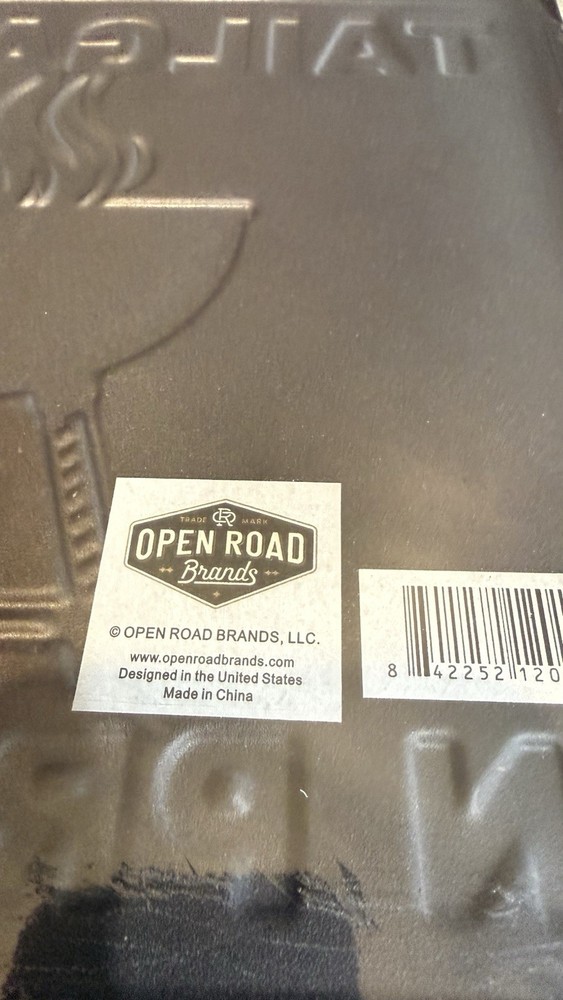 TAILGA
TRADE MARK
OPEN ROAD
Brands
© OPEN ROAD BRANDS, LLC.
www.openroadbrands.com
Designed in the United States
Made in China
8 42252 120